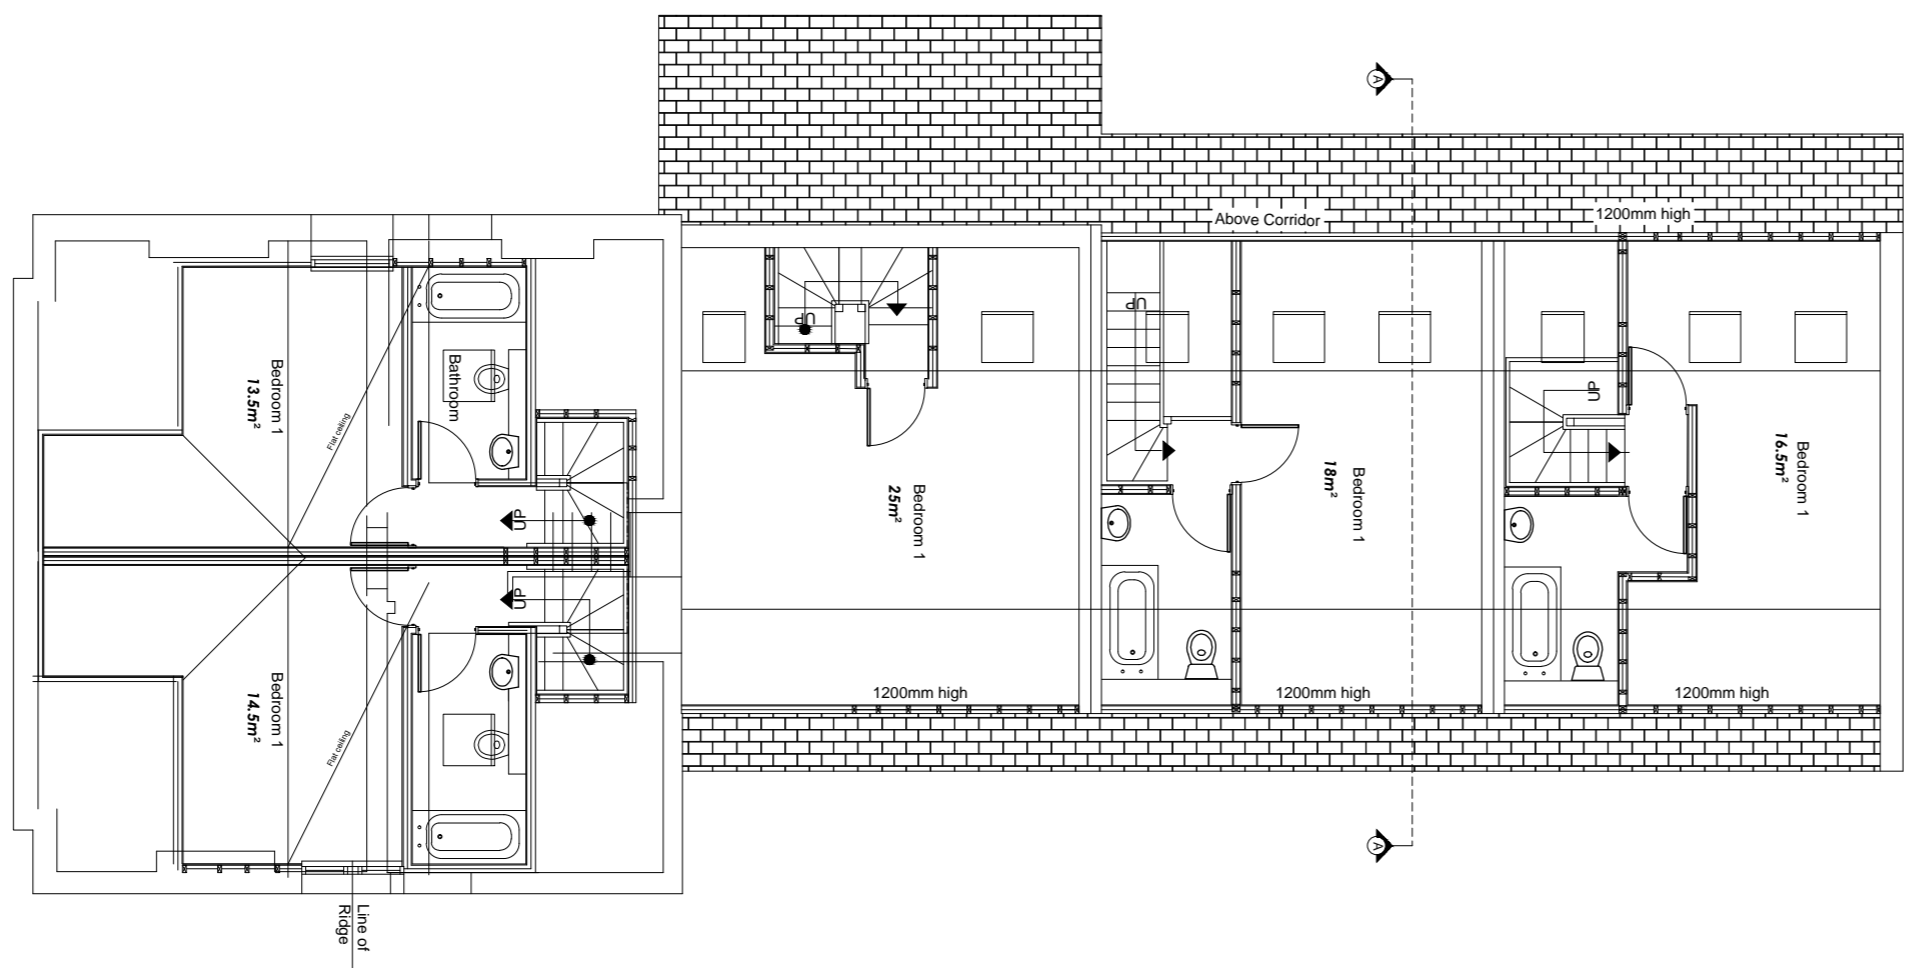 A
Above Corridor
1200mm high
UP
UP
UP
Bathroom
Bedroom 1
13.5m²
Flat ceiling
Bedroom 1
25m²
Bedroom 1
18m²
Bedroom 1
16.5m²
UP
UP
Bedroom 1
14.5m²
Flat ceiling
1200mm high
1200mm high
1200mm high
A
Line of
Ridge